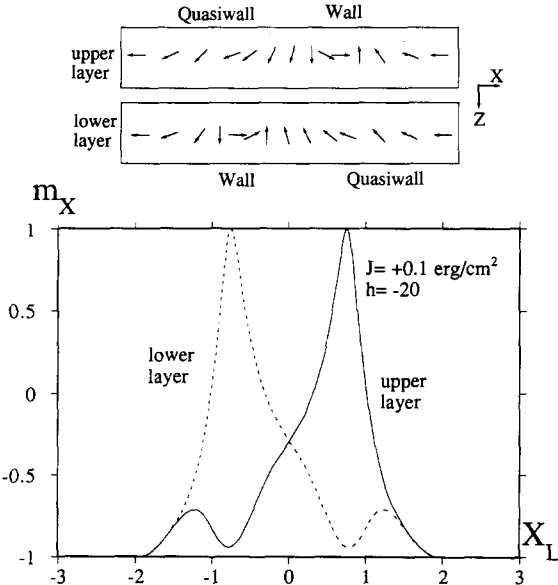 Quasiwall Wall
upper
layer
X
Z
lower
layer
Wall Quasiwall
m_X
1
0.5
0
-0.5
-1
J= +0.1 erg/cm²
h= -20
lower
layer
upper
layer
-3 -2 -1 0 1 2 3
X_L